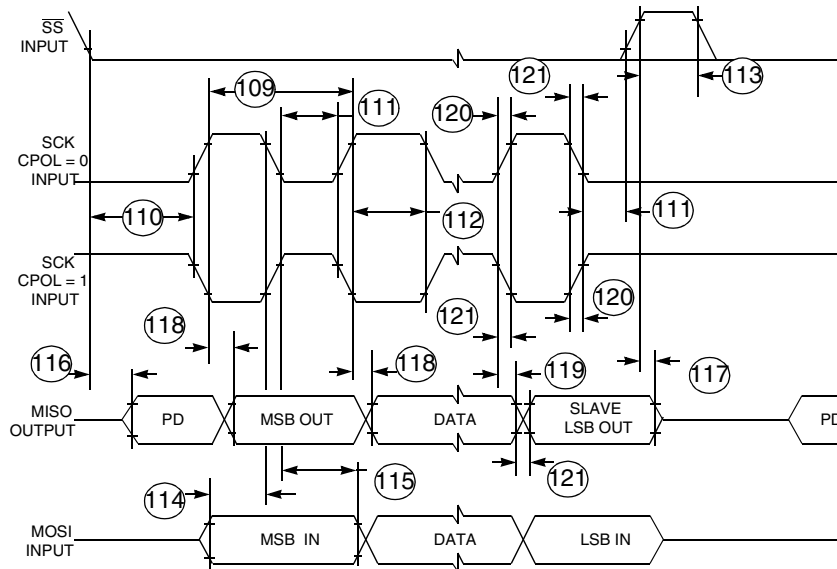 SS
INPUT
121
113
109
111
120
SCK
CPOL = 0
INPUT
110
112
111
SCK
CPOL = 1
INPUT
118
121
120
116
118
119
117
MISO
OUTPUT
PD
MSB OUT
DATA
SLAVE
LSB OUT
PD
114
115
121
MOSI
INPUT
MSB IN
DATA
LSB IN